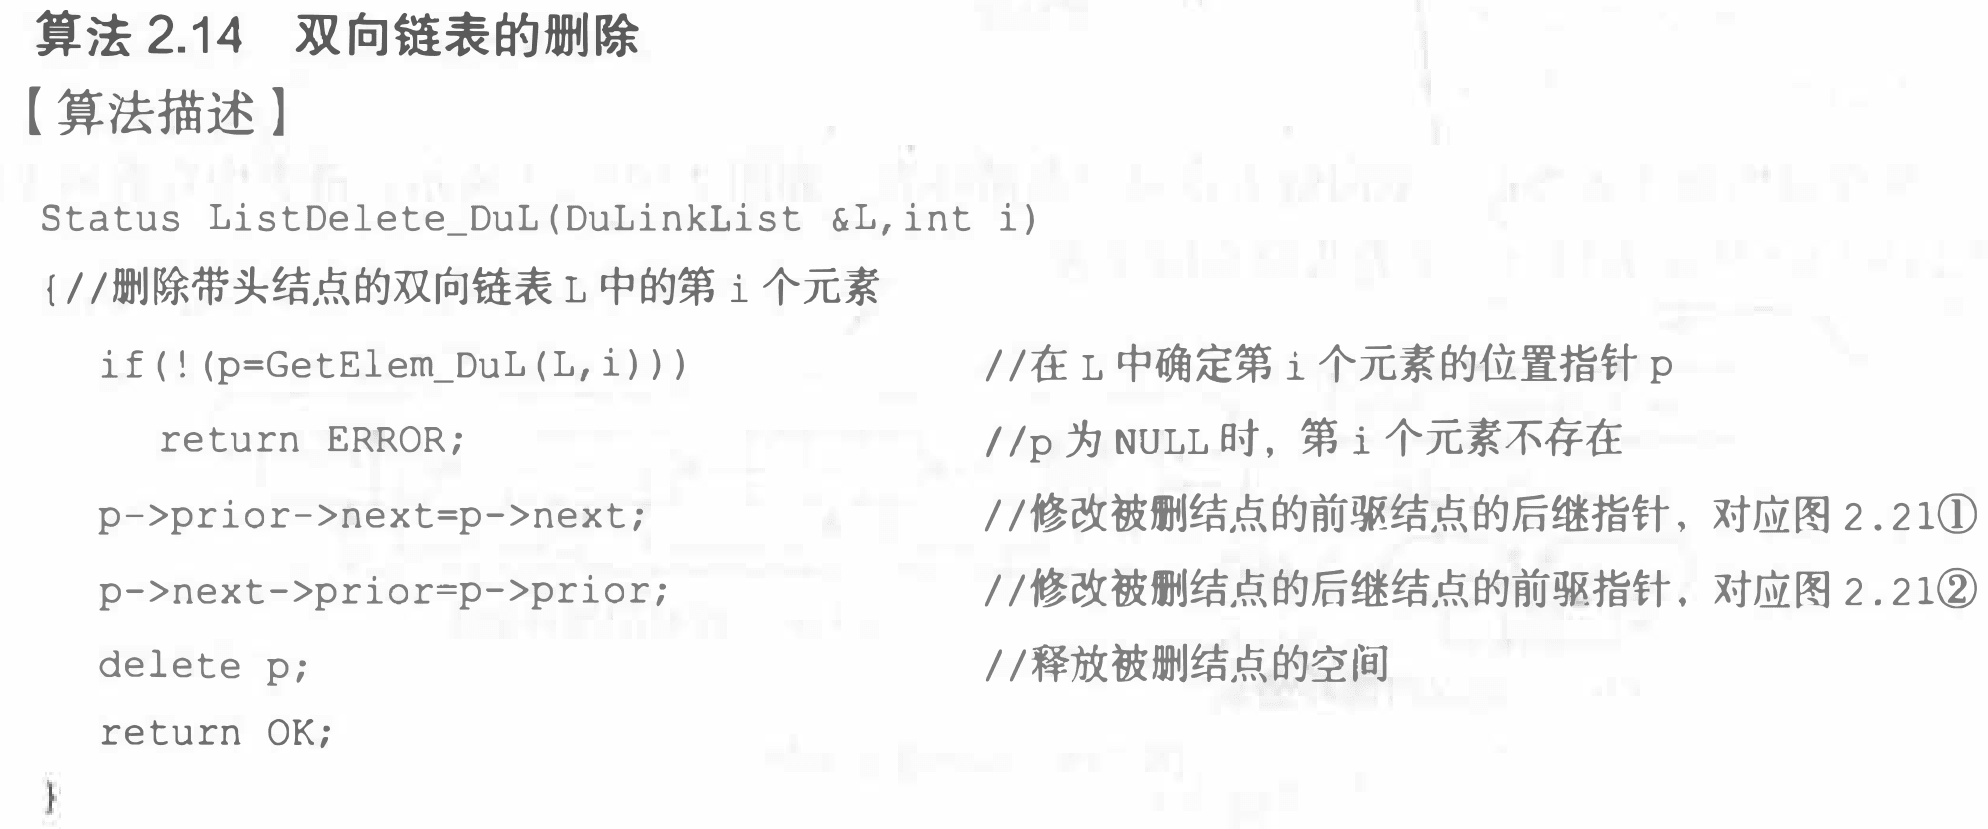 算法 2.14 双向链表的删除
【算法描述】
Status ListDelete_DuL(DuLinkList &L,int i)
{//删除带头结点的双向链表 L 中的第 i 个元素
if(!(p=GetElem_DuL(L,i))) //在 L 中确定第 i 个元素的位置指针 p
return ERROR; //p 为 NULL 时，第 i 个元素不存在
p->prior->next=p->next; //修改被删结点的前驱结点的后继指针，对应图 2.21①
p->next->prior=p->prior; //修改被删结点的后继结点的前驱指针，对应图 2.21②
delete p; //释放被删结点的空间
return OK;
}